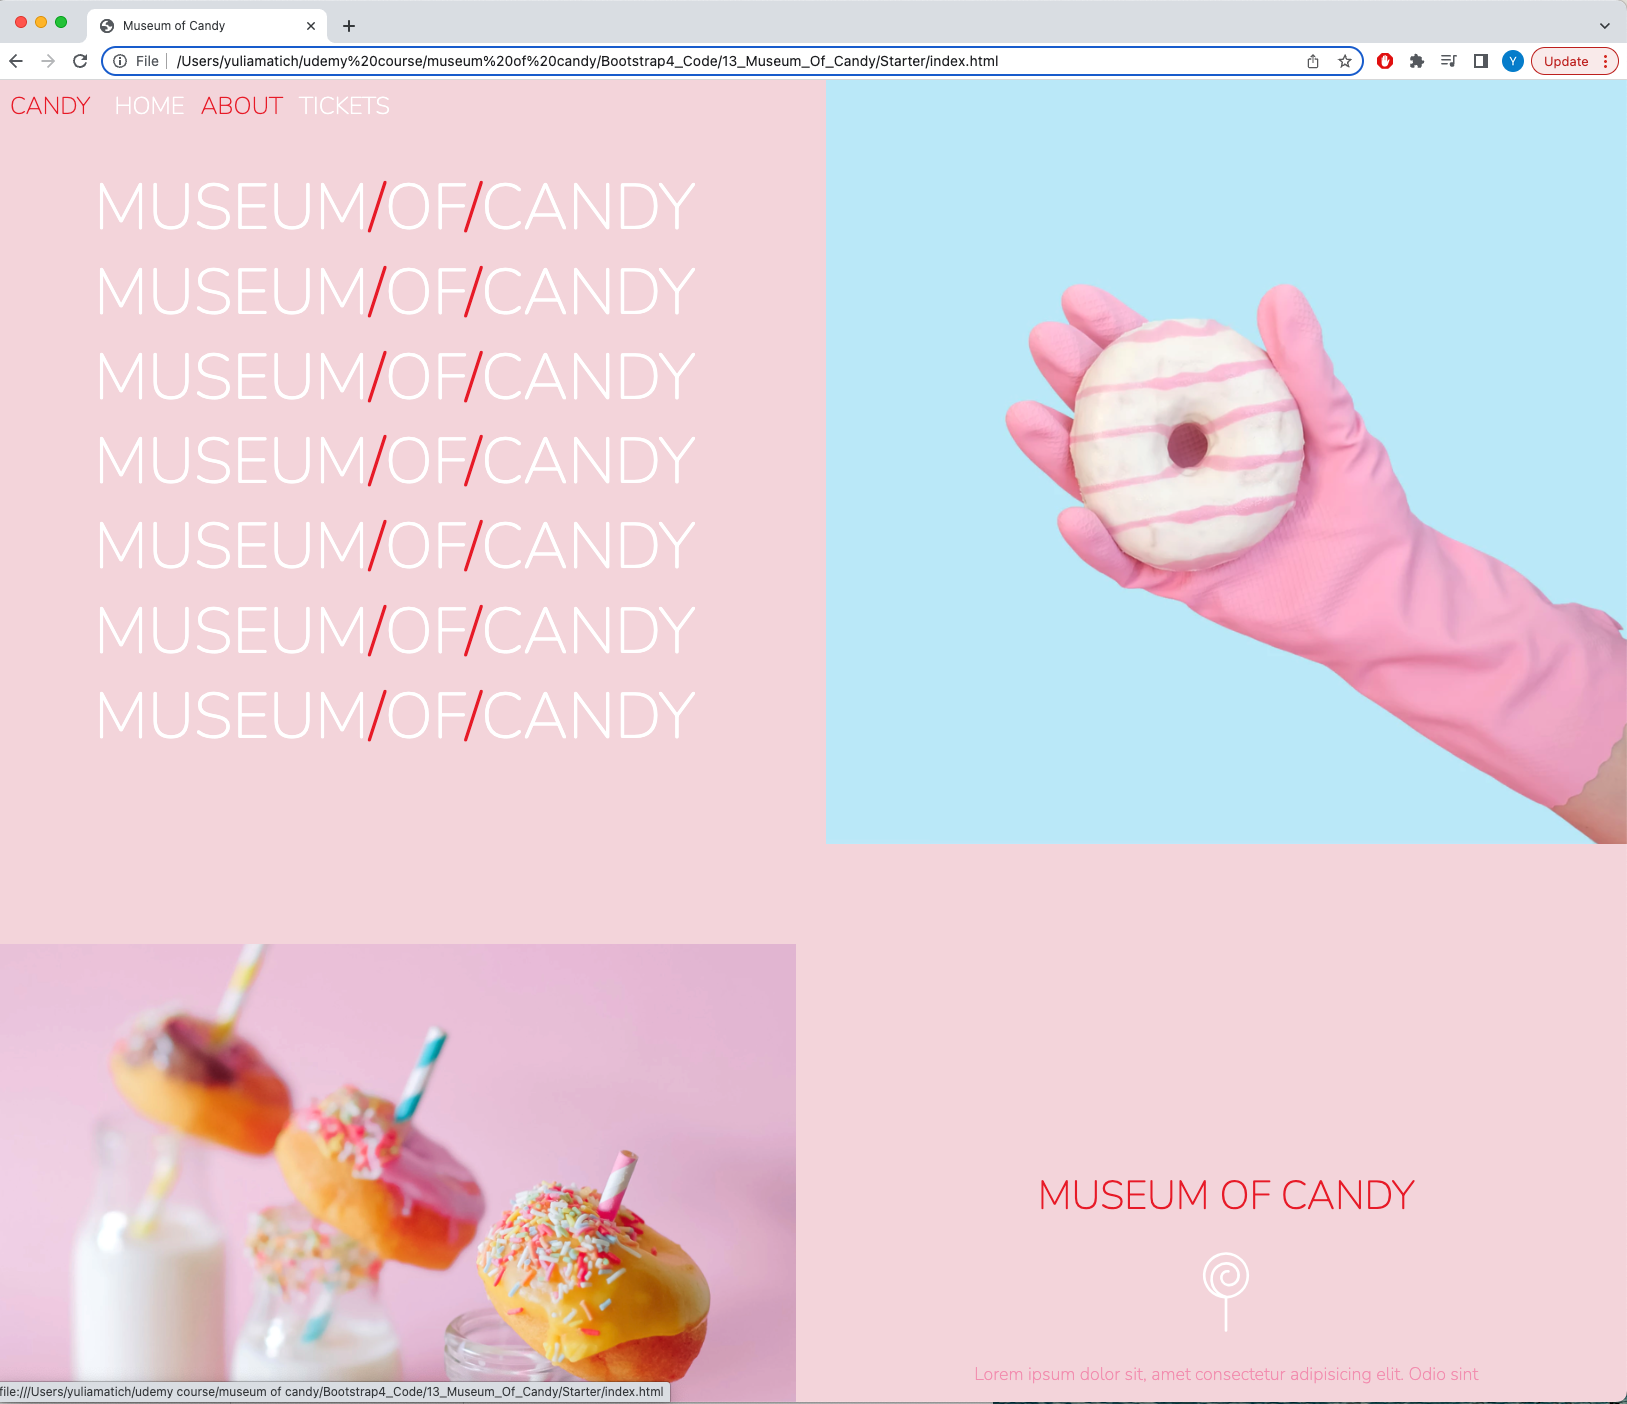 Museum of Candy
File /Users/yuliamatich/udemy%20course/museum%20of%20candy/Bootstrap4_Code/13_Museum_Of_Candy/Starter/index.html Y Update
CANDY HOME ABOUT TICKETS
MUSEUM/OF/CANDY
MUSEUM/OF/CANDY
MUSEUM/OF/CANDY
MUSEUM/OF/CANDY
MUSEUM/OF/CANDY
MUSEUM/OF/CANDY
MUSEUM/OF/CANDY
MUSEUM OF CANDY
Lorem ipsum dolor sit, amet consectetur adipisicing elit. Odio sint
file:///Users/yuliamatich/udemy course/museum of candy/Bootstrap4_Code/13_Museum_Of_Candy/Starter/index.html